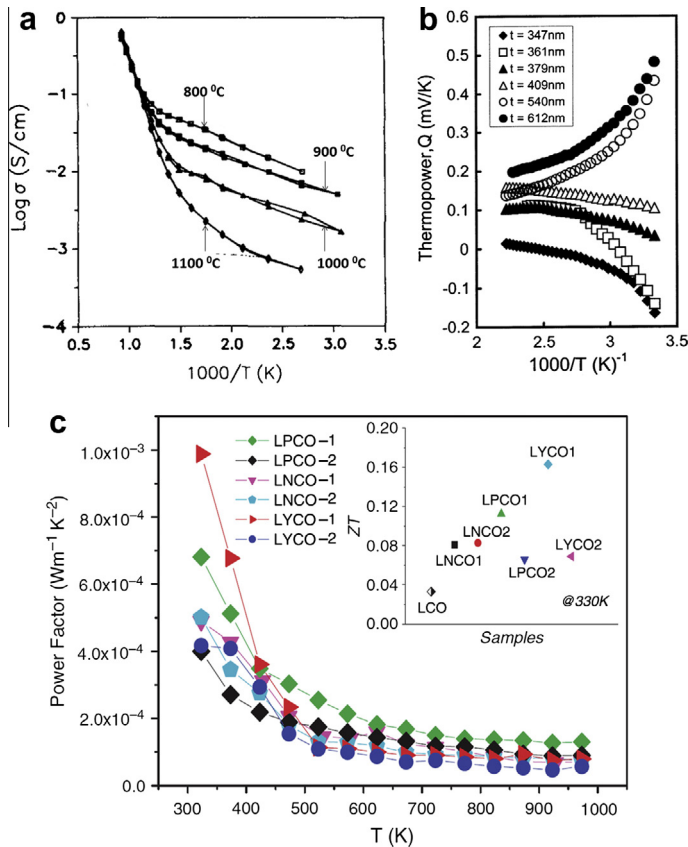 a
0
-1
-2
-3
-4
Log σ (S/cm)
800 ⁰C
900 ⁰C
1100 ⁰C
1000 ⁰C
0.5 1.0 1.5 2.0 2.5 3.0 3.5
1000/T (K)
b
0.6
0.5
0.4
0.3
0.2
0.1
0
-0.1
-0.2
Thermopower,Q (mV/K)
t = 347nm
t = 361nm
t = 379nm
t = 409nm
t = 540nm
t = 612nm
2 2.5 3 3.5
1000/T (K)⁻¹
c
1.0x10⁻³
8.0x10⁻⁴
6.0x10⁻⁴
4.0x10⁻⁴
2.0x10⁻⁴
0.0
Power Factor (Wm⁻¹K⁻²)
LPCO-1
LPCO-2
LNCO-1
LNCO-2
LYCO-1
LYCO-2
0.20
0.16
0.12
0.08
0.04
0.00
ZT
LYCO1
LPCO1
LNCO2
LNCO1
LYCO2
LPCO2
LCO
@330K
Samples
300 400 500 600 700 800 900 1000
T (K)